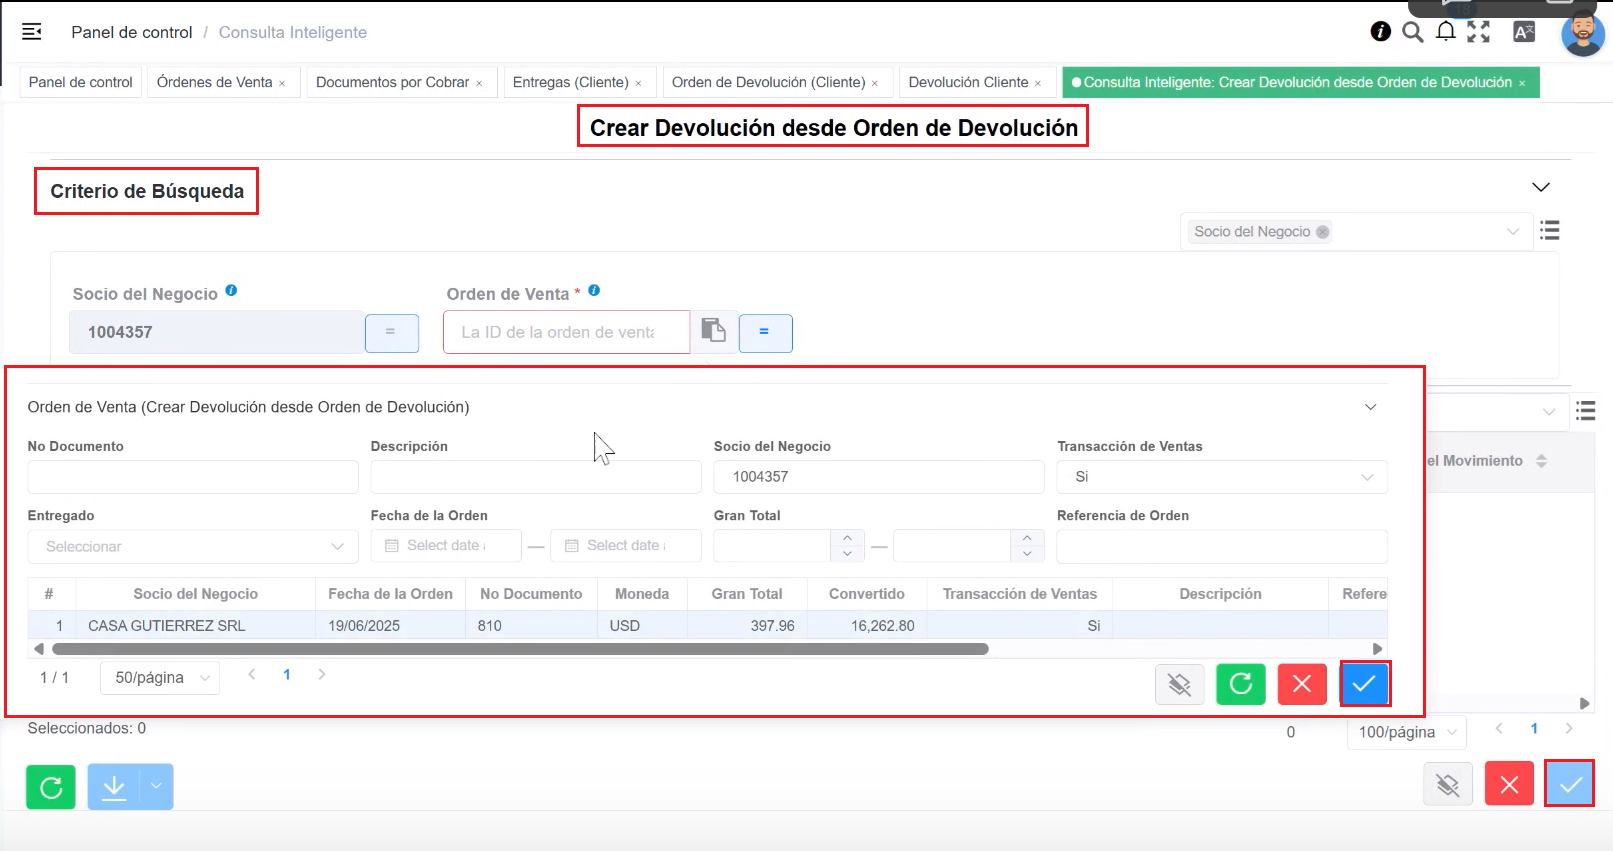 18
Panel de control / Consulta Inteligente
Panel de control
Órdenes de Venta ×
Documentos por Cobrar ×
Entregas (Cliente) ×
Orden de Devolución (Cliente) ×
Devolución Cliente ×
Consulta Inteligente: Crear Devolución desde Orden de Devolución ×
Crear Devolución desde Orden de Devolución
Criterio de Búsqueda
Socio del Negocio
Socio del Negocio
Orden de Venta *
1004357
=
La ID de la orden de venta
=
Orden de Venta (Crear Devolución desde Orden de Devolución)
No Documento
Descripción
Socio del Negocio
Transacción de Ventas
el Movimiento
1004357
Si
Entregado
Fecha de la Orden
Gran Total
Referencia de Orden
Seleccionar
Select date
—
Select date
—
# Socio del Negocio Fecha de la Orden No Documento Moneda Gran Total Convertido Transacción de Ventas Descripción Refere
1 CASA GUTIERREZ SRL 19/06/2025 810 USD 397.96 16,262.80 Si
1 / 1
50/página
1
Seleccionados: 0
0
100/página
1